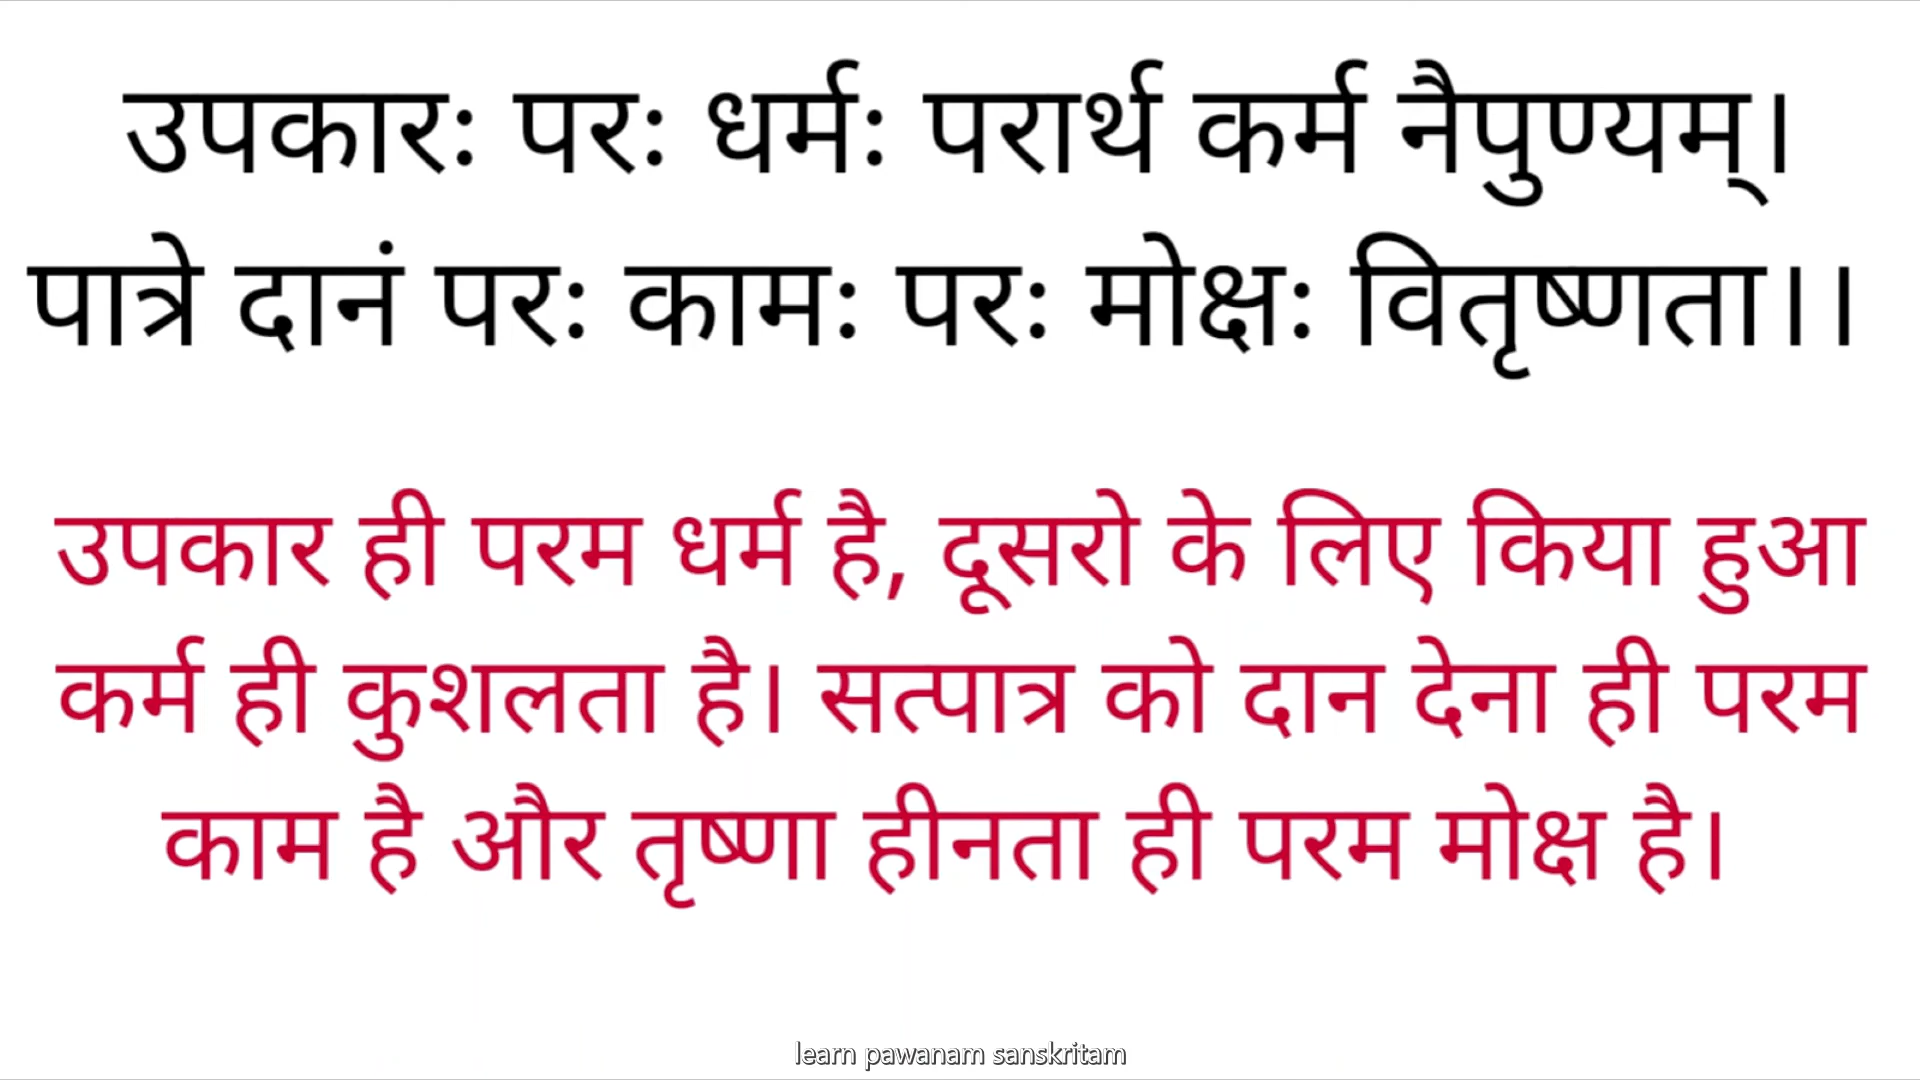 उपकारः परः धर्मः परार्थ कर्म नैपुण्यम्।
पात्रे दानं परः कामः परः मोक्षः वितृष्णता।।
उपकार ही परम धर्म है, दूसरो के लिए किया हुआ
कर्म ही कुशलता है। सत्पात्र को दान देना ही परम
काम है और तृष्णा हीनता ही परम मोक्ष है।
learn pawanam sanskritam